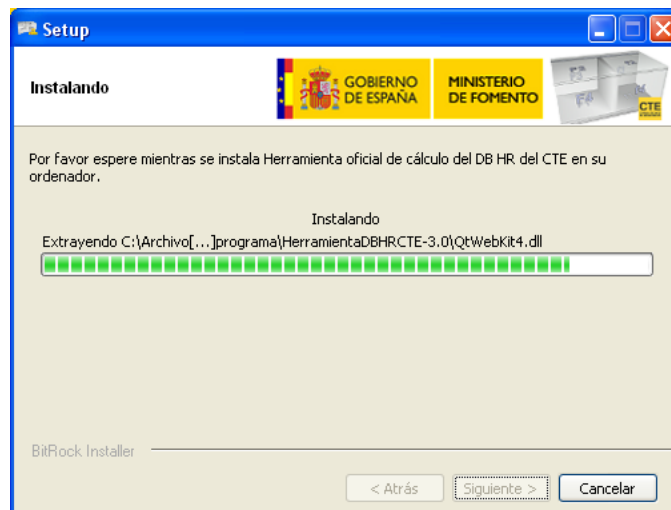 Setup
Instalando
GOBIERNO
DE ESPAÑA
MINISTERIO
DE FOMENTO
F3
F4
CTE
Por favor espere mientras se instala Herramienta oficial de cálculo del DB HR del CTE en su
ordenador.
Instalando
Extrayendo C:\Archivo[...]programa\HerramientaDBHRCTE-3.0\QtWebKit4.dll
BitRock Installer
< Atrás
Siguiente >
Cancelar